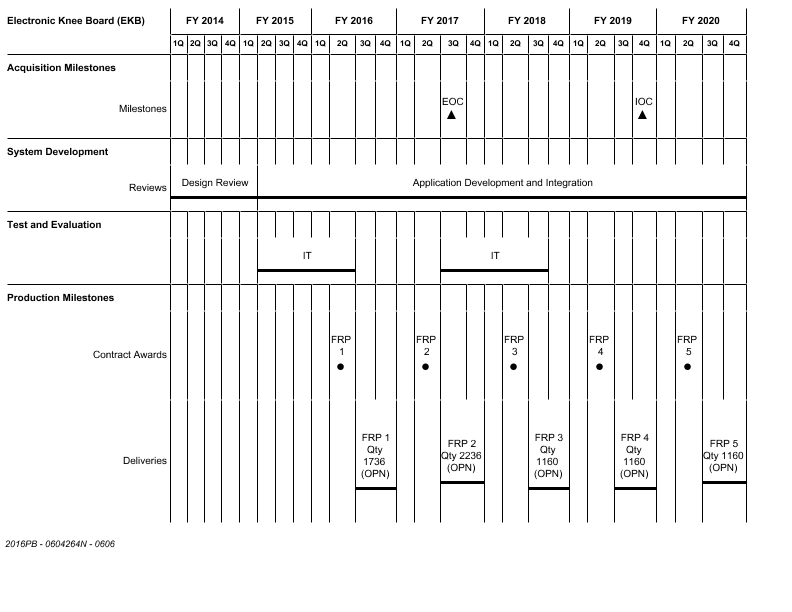 Electronic Knee Board (EKB) FY 2014 FY 2015 FY 2016 FY 2017 FY 2018 FY 2019 FY 2020
1Q 2Q 3Q 4Q 1Q 2Q 3Q 4Q 1Q 2Q 3Q 4Q 1Q 2Q 3Q 4Q 1Q 2Q 3Q 4Q 1Q 2Q 3Q 4Q 1Q 2Q 3Q 4Q
Acquisition Milestones
EOC IOC
Milestones
System Development
Design Review Application Development and Integration
Reviews
Test and Evaluation
IT IT
Production Milestones
FRP FRP FRP FRP FRP
1 2 3 4 5
Contract Awards
FRP 1
Qty
1736
(OPN)
FRP 2
Qty 2236
(OPN)
FRP 3
Qty
1160
(OPN)
FRP 4
Qty
1160
(OPN)
FRP 5
Qty 1160
(OPN)
Deliveries
2016PB - 0604264N - 0606